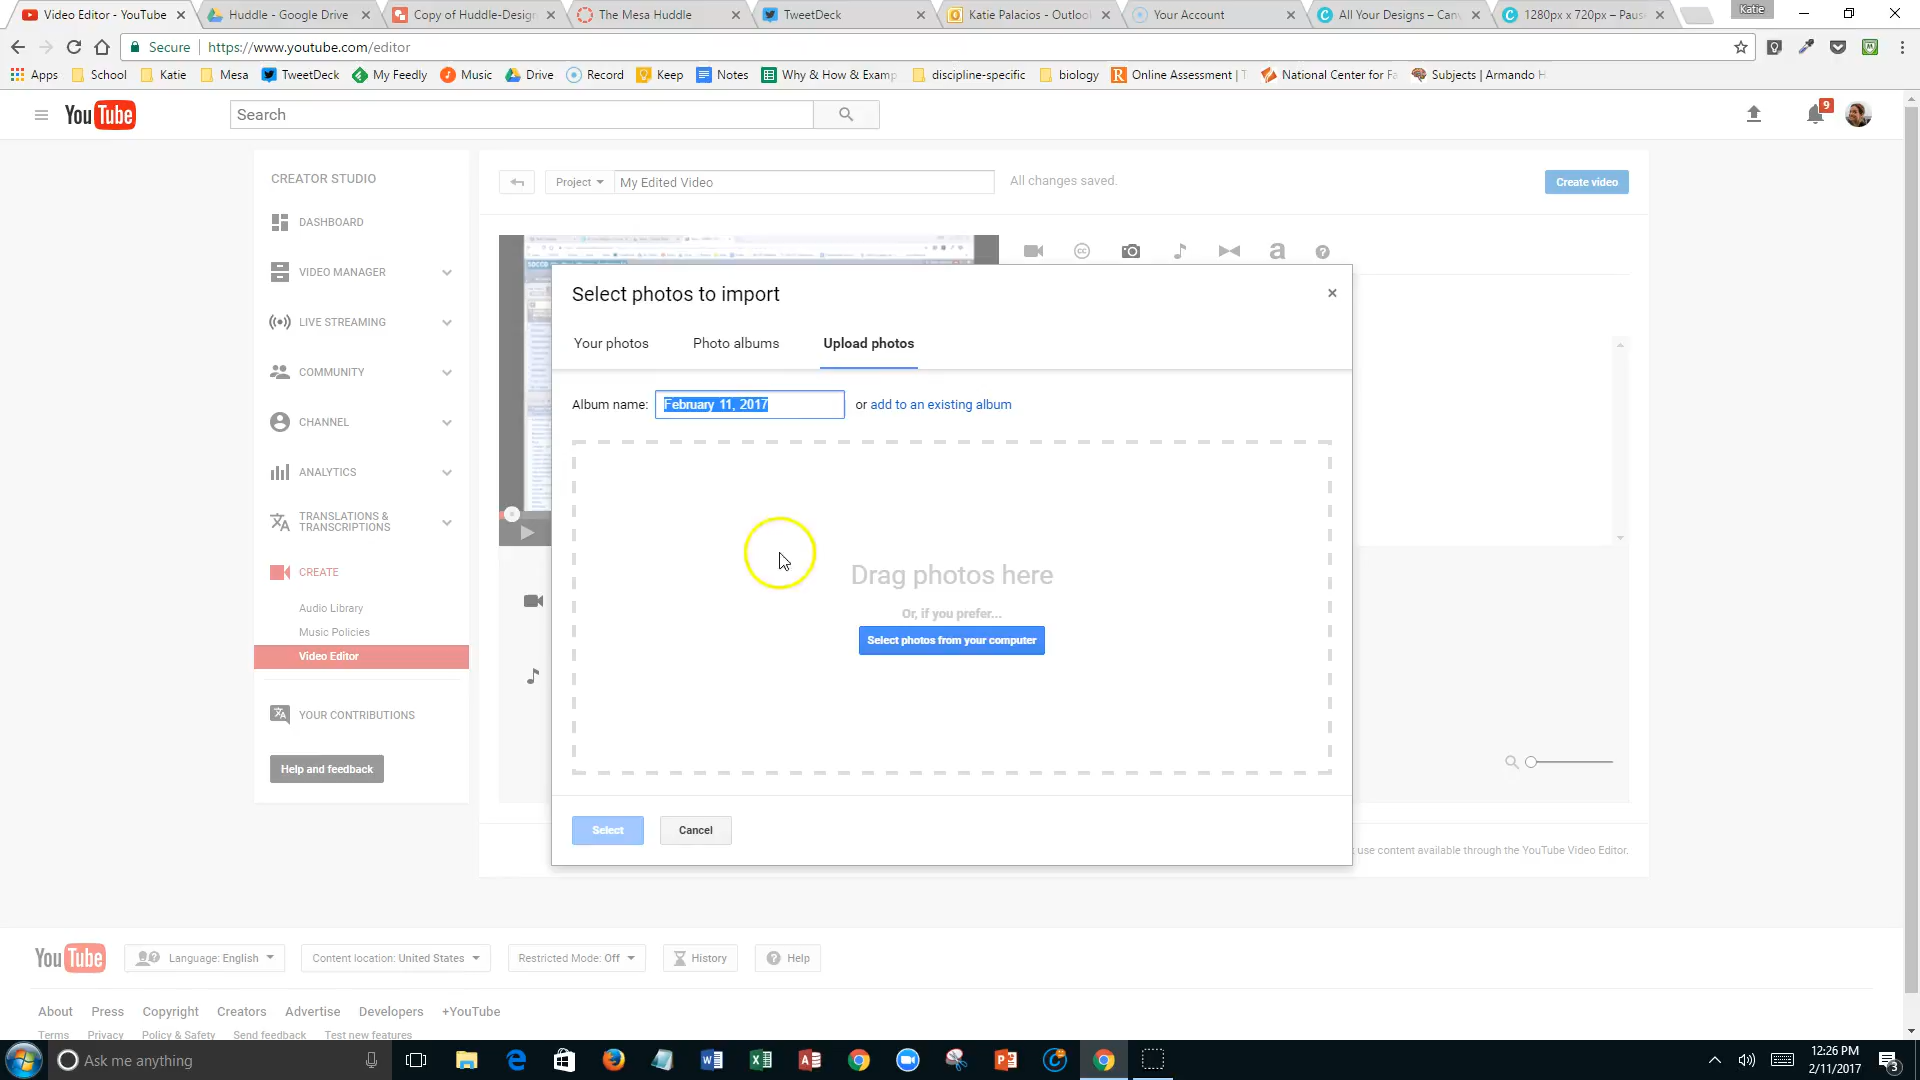 Video Editor - YouTube
Huddle - Google Drive
Copy of Huddle-Design
The Mesa Huddle
TweetDeck
Katie Palacios - Outloo
Your Account
All Your Designs – Can
1280px x 720px – Paus
Katie
Secure
https://www.youtube.com/editor
Apps
School
Katie
Mesa
TweetDeck
My Feedly
Music
Drive
Record
Keep
Notes
Why & How & Examp
discipline-specific
biology
Online Assessment | T
National Center for Fa
Subjects | Armando H
YouTube
Search
9
CREATOR STUDIO
DASHBOARD
VIDEO MANAGER
LIVE STREAMING
COMMUNITY
CHANNEL
ANALYTICS
TRANSLATIONS &
TRANSCRIPTIONS
CREATE
Audio Library
Music Policies
Video Editor
YOUR CONTRIBUTIONS
Help and feedback
Project
My Edited Video
All changes saved.
Create video
CC
a
?
Select photos to import
×
Your photos
Photo albums
Upload photos
Album name:
February 11, 2017
or add to an existing album
Drag photos here
Or, if you prefer...
Select photos from your computer
Select
Cancel
use content available through the YouTube Video Editor.
YouTube
Language: English
Content location: United States
Restricted Mode: Off
History
Help
About
Press
Copyright
Creators
Advertise
Developers
+YouTube
Terms
Privacy
Policy & Safety
Send feedback
Test new features
Ask me anything
12:26 PM
2/11/2017
3